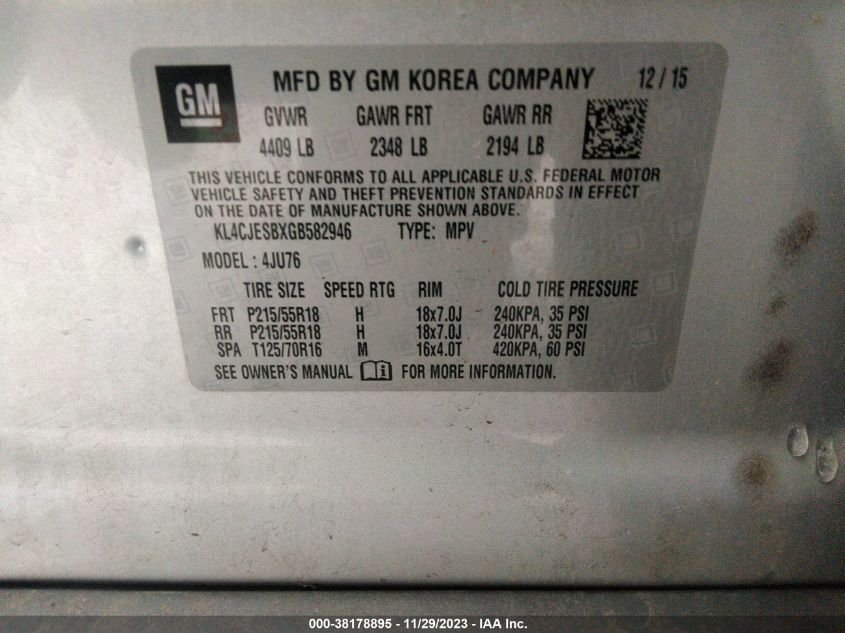 GM
MFD BY GM KOREA COMPANY 12 / 15
GVWR GAWR FRT GAWR RR
4409 LB 2348 LB 2194 LB
THIS VEHICLE CONFORMS TO ALL APPLICABLE U.S. FEDERAL MOTOR
VEHICLE SAFETY AND THEFT PREVENTION STANDARDS IN EFFECT
ON THE DATE OF MANUFACTURE SHOWN ABOVE.
KL4CJESBXGB582946 TYPE: MPV
MODEL : 4JU76
TIRE SIZE SPEED RTG RIM COLD TIRE PRESSURE
FRT P215/55R18 H 18x7.0J 240KPA, 35 PSI
RR P215/55R18 H 18x7.0J 240KPA, 35 PSI
SPA T125/70R16 M 16x4.0T 420KPA, 60 PSI
SEE OWNER'S MANUAL FOR MORE INFORMATION.
000-38178895 - 11/29/2023 - IAA Inc.